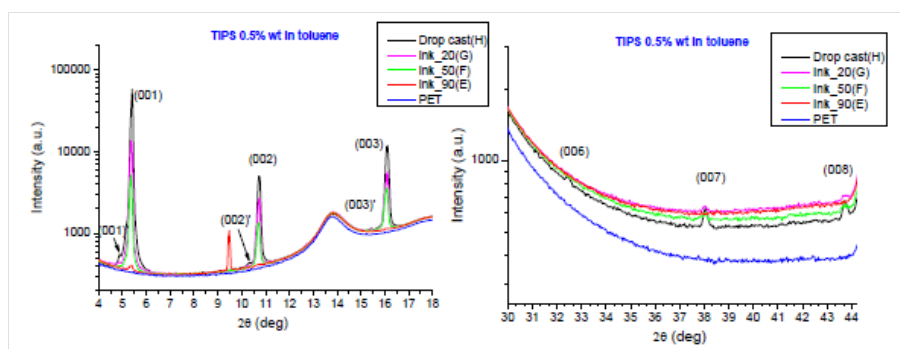 TIPS 0.5% wt in toluene
Drop cast(H)
Ink_20(G)
Ink_50(F)
Ink_90(E)
PET
100000
10000
1000
Intensity (a.u.)
(001)
(002)
(003)
(001)'
(002)'
(003)'
4 5 6 7 8 9 10 11 12 13 14 15 16 17 18
2θ (deg)
TIPS 0.5% wt in toluene
Drop cast(H)
Ink_20(G)
Ink_50(F)
Ink_90(E)
PET
1000
Intensity (a.u.)
(006)
(007)
(008)
30 31 32 33 34 35 36 37 38 39 40 41 42 43 44
2θ (deg)